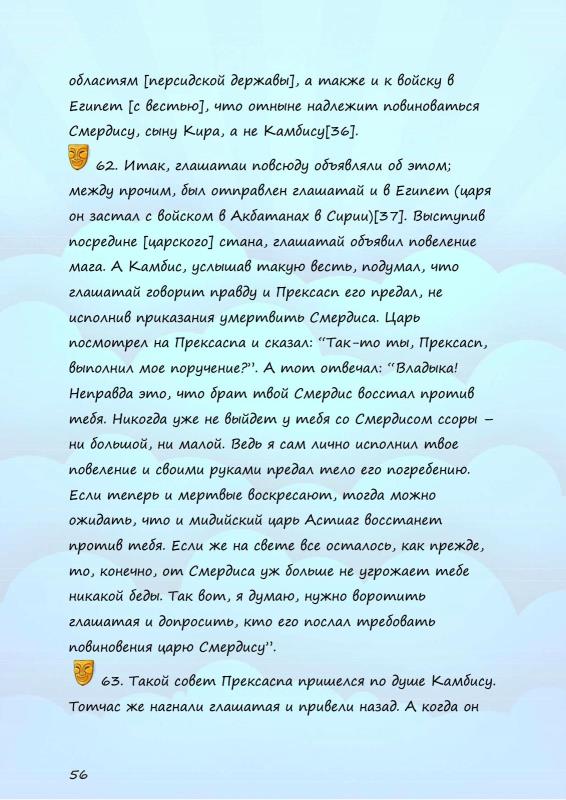 областям [персидской державы], а также и к войску в
Египет [с вестью], что отныне надлежит повиноваться
Смердису, сыну Кира, а не Камбису[36].
62. Итак, глашатаи повсюду объявляли об этом;
между прочим, был отправлен глашатай и в Египет (царя
он застал с войском в Акбатанах в Сирии)[37]. Выступив
посредине [царского] стана, глашатай объявил повеление
мага. А Камбис, услышав такую весть, подумал, что
глашатай говорит правду и Прексасп его предал, не
исполнив приказания умертвить Смердиса. Царь
посмотрел на Прексаспа и сказал: “Так-то ты, Прексасп,
выполнил мое поручение?”. А тот отвечал: “Владыка!
Неправда это, что брат твой Смердис восстал против
тебя. Никогда уже не выйдет у тебя со Смердисом ссоры –
ни большой, ни малой. Ведь я сам лично исполнил твое
повеление и своими руками предал тело его погребению.
Если теперь и мертвые воскресают, тогда можно
ожидать, что и мидийский царь Астиаг восстанет
против тебя. Если же на свете все осталось, как прежде,
то, конечно, от Смердиса уж больше не угрожает тебе
никакой беды. Так вот, я думаю, нужно воротить
глашатая и допросить, кто его послал требовать
повиновения царю Смердису”.
63. Такой совет Прексаспа пришелся по душе Камбису.
Тотчас же нагнали глашатая и привели назад. А когда он
56